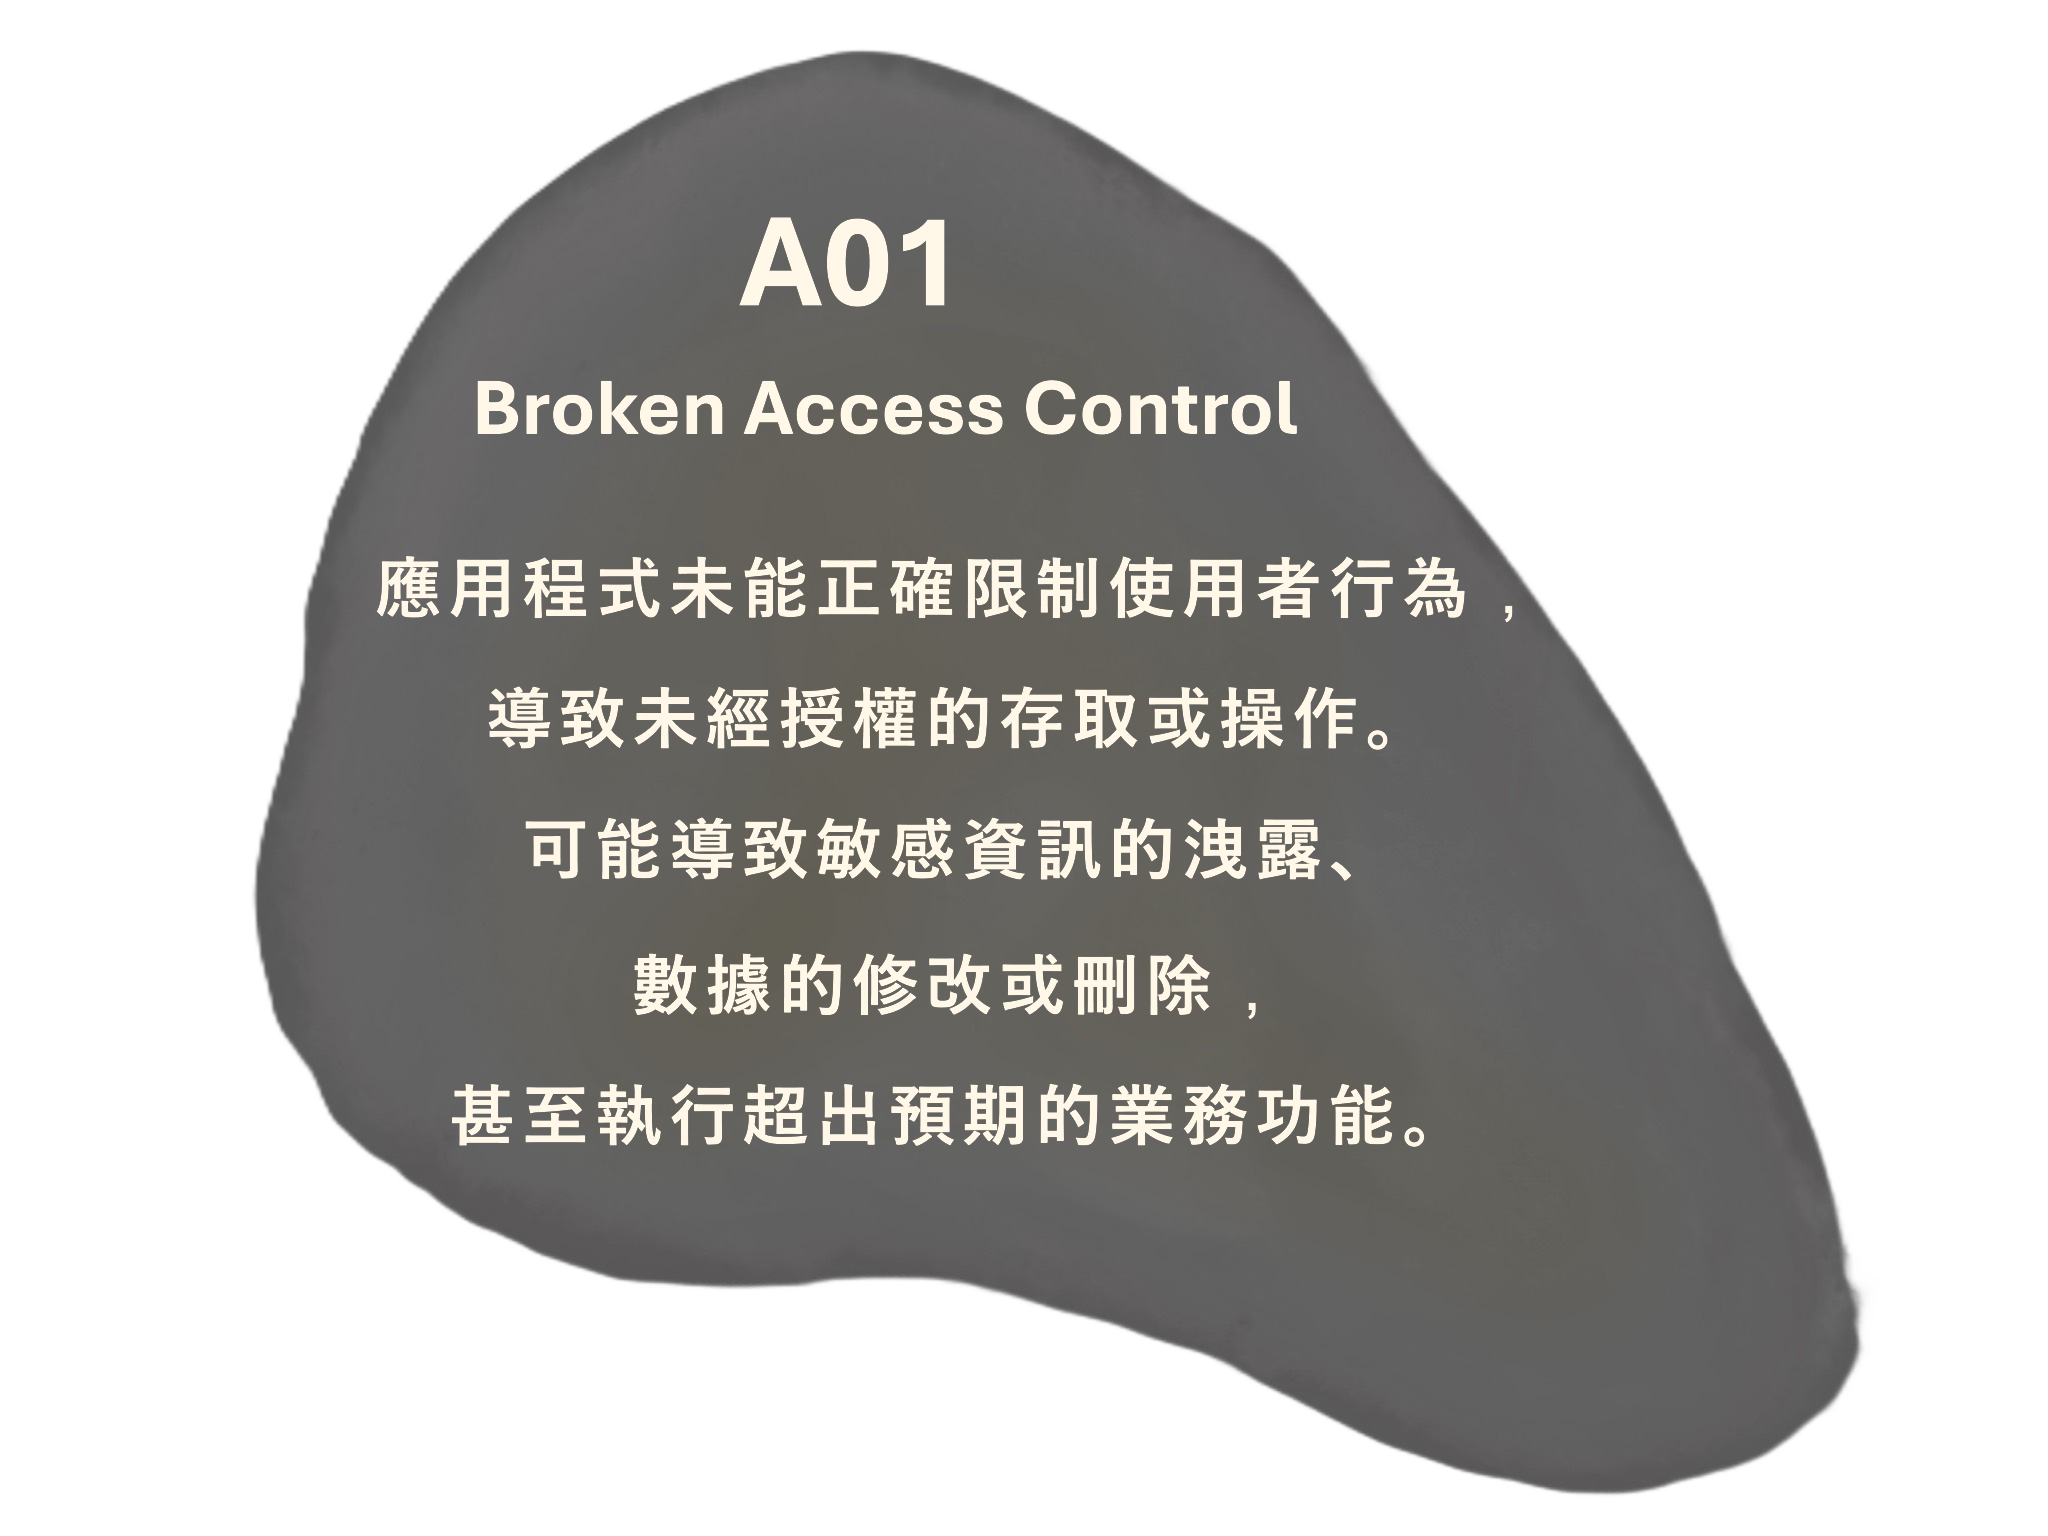 A01
Broken Access Control
應用程式未能正確限制使用者行為，
導致未經授權的存取或操作。
可能導致敏感資訊的洩露、
數據的修改或刪除，
甚至執行超出預期的業務功能。